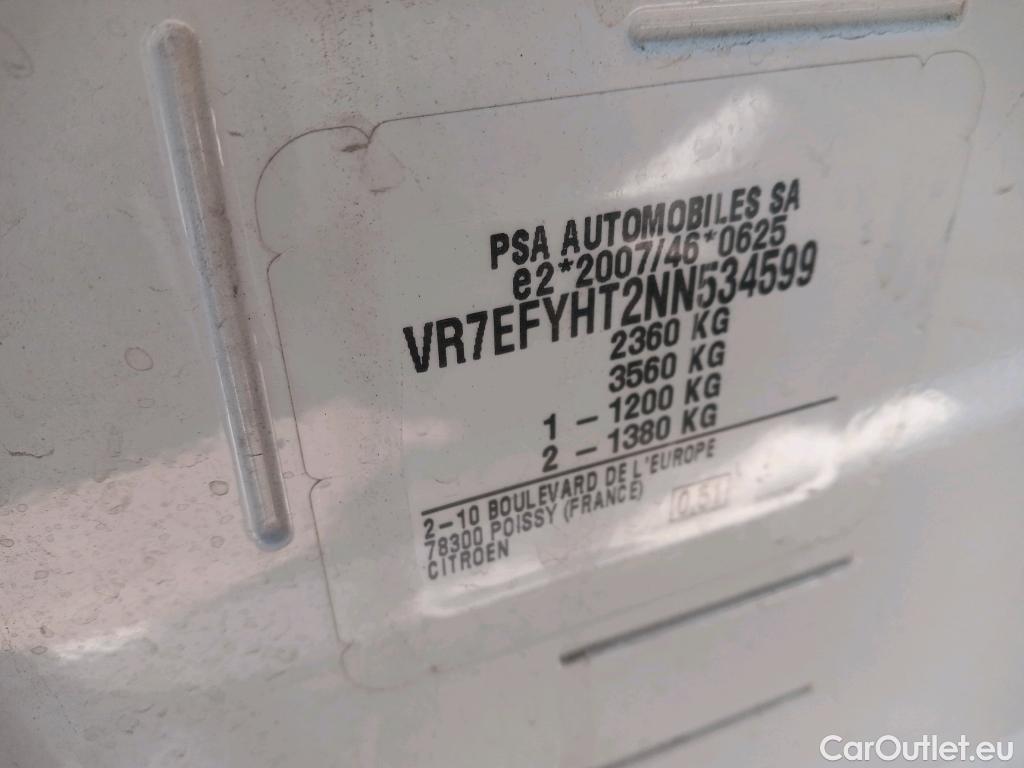 PSA AUTOMOBILES SA
e2*2007/46*0625
VR7EFYHT2NN534599
2360 KG
3560 KG
1 - 1200 KG
2 - 1380 KG
2-10 BOULEVARD DE L'EUROPE
78300 POISSY (FRANCE)
CITROEN
0.51
CarOutlet.eu